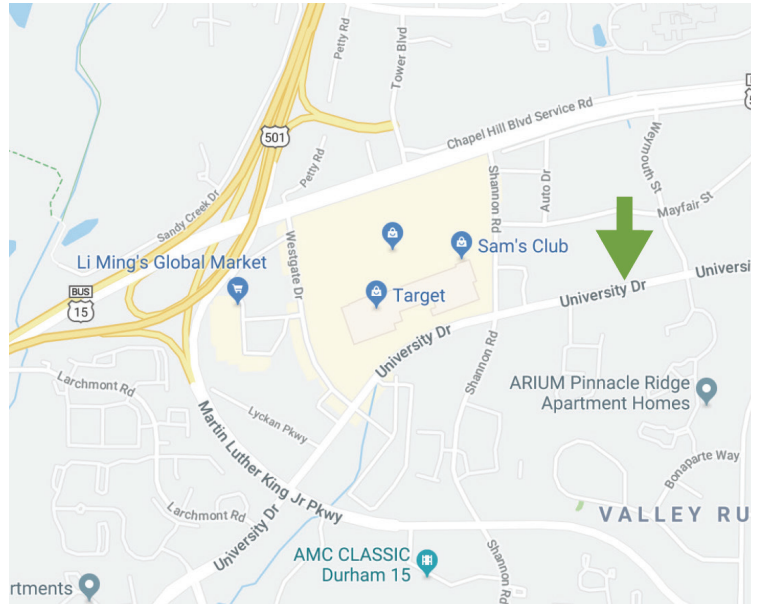 Petty Rd
Tower Blvd
Chapel Hill Blvd Service Rd
501
Petty Rd
Shannon Rd
Auto Dr
Weymouth St
Mayfair St
Sandy Creek Dr
Westgate Dr
Sam's Club
Li Ming's Global Market
BUS
15
Target
University Dr
Universi
University Dr
Shannon Rd
Larchmont Rd
ARIUM Pinnacle Ridge
Apartment Homes
Lyckan Pkwy
Martin Luther King Jr Pkwy
Bonaparte Way
Larchmont Rd
University Dr
VALLEY RU
AMC CLASSIC
Durham 15
Shannon Rd
rtments